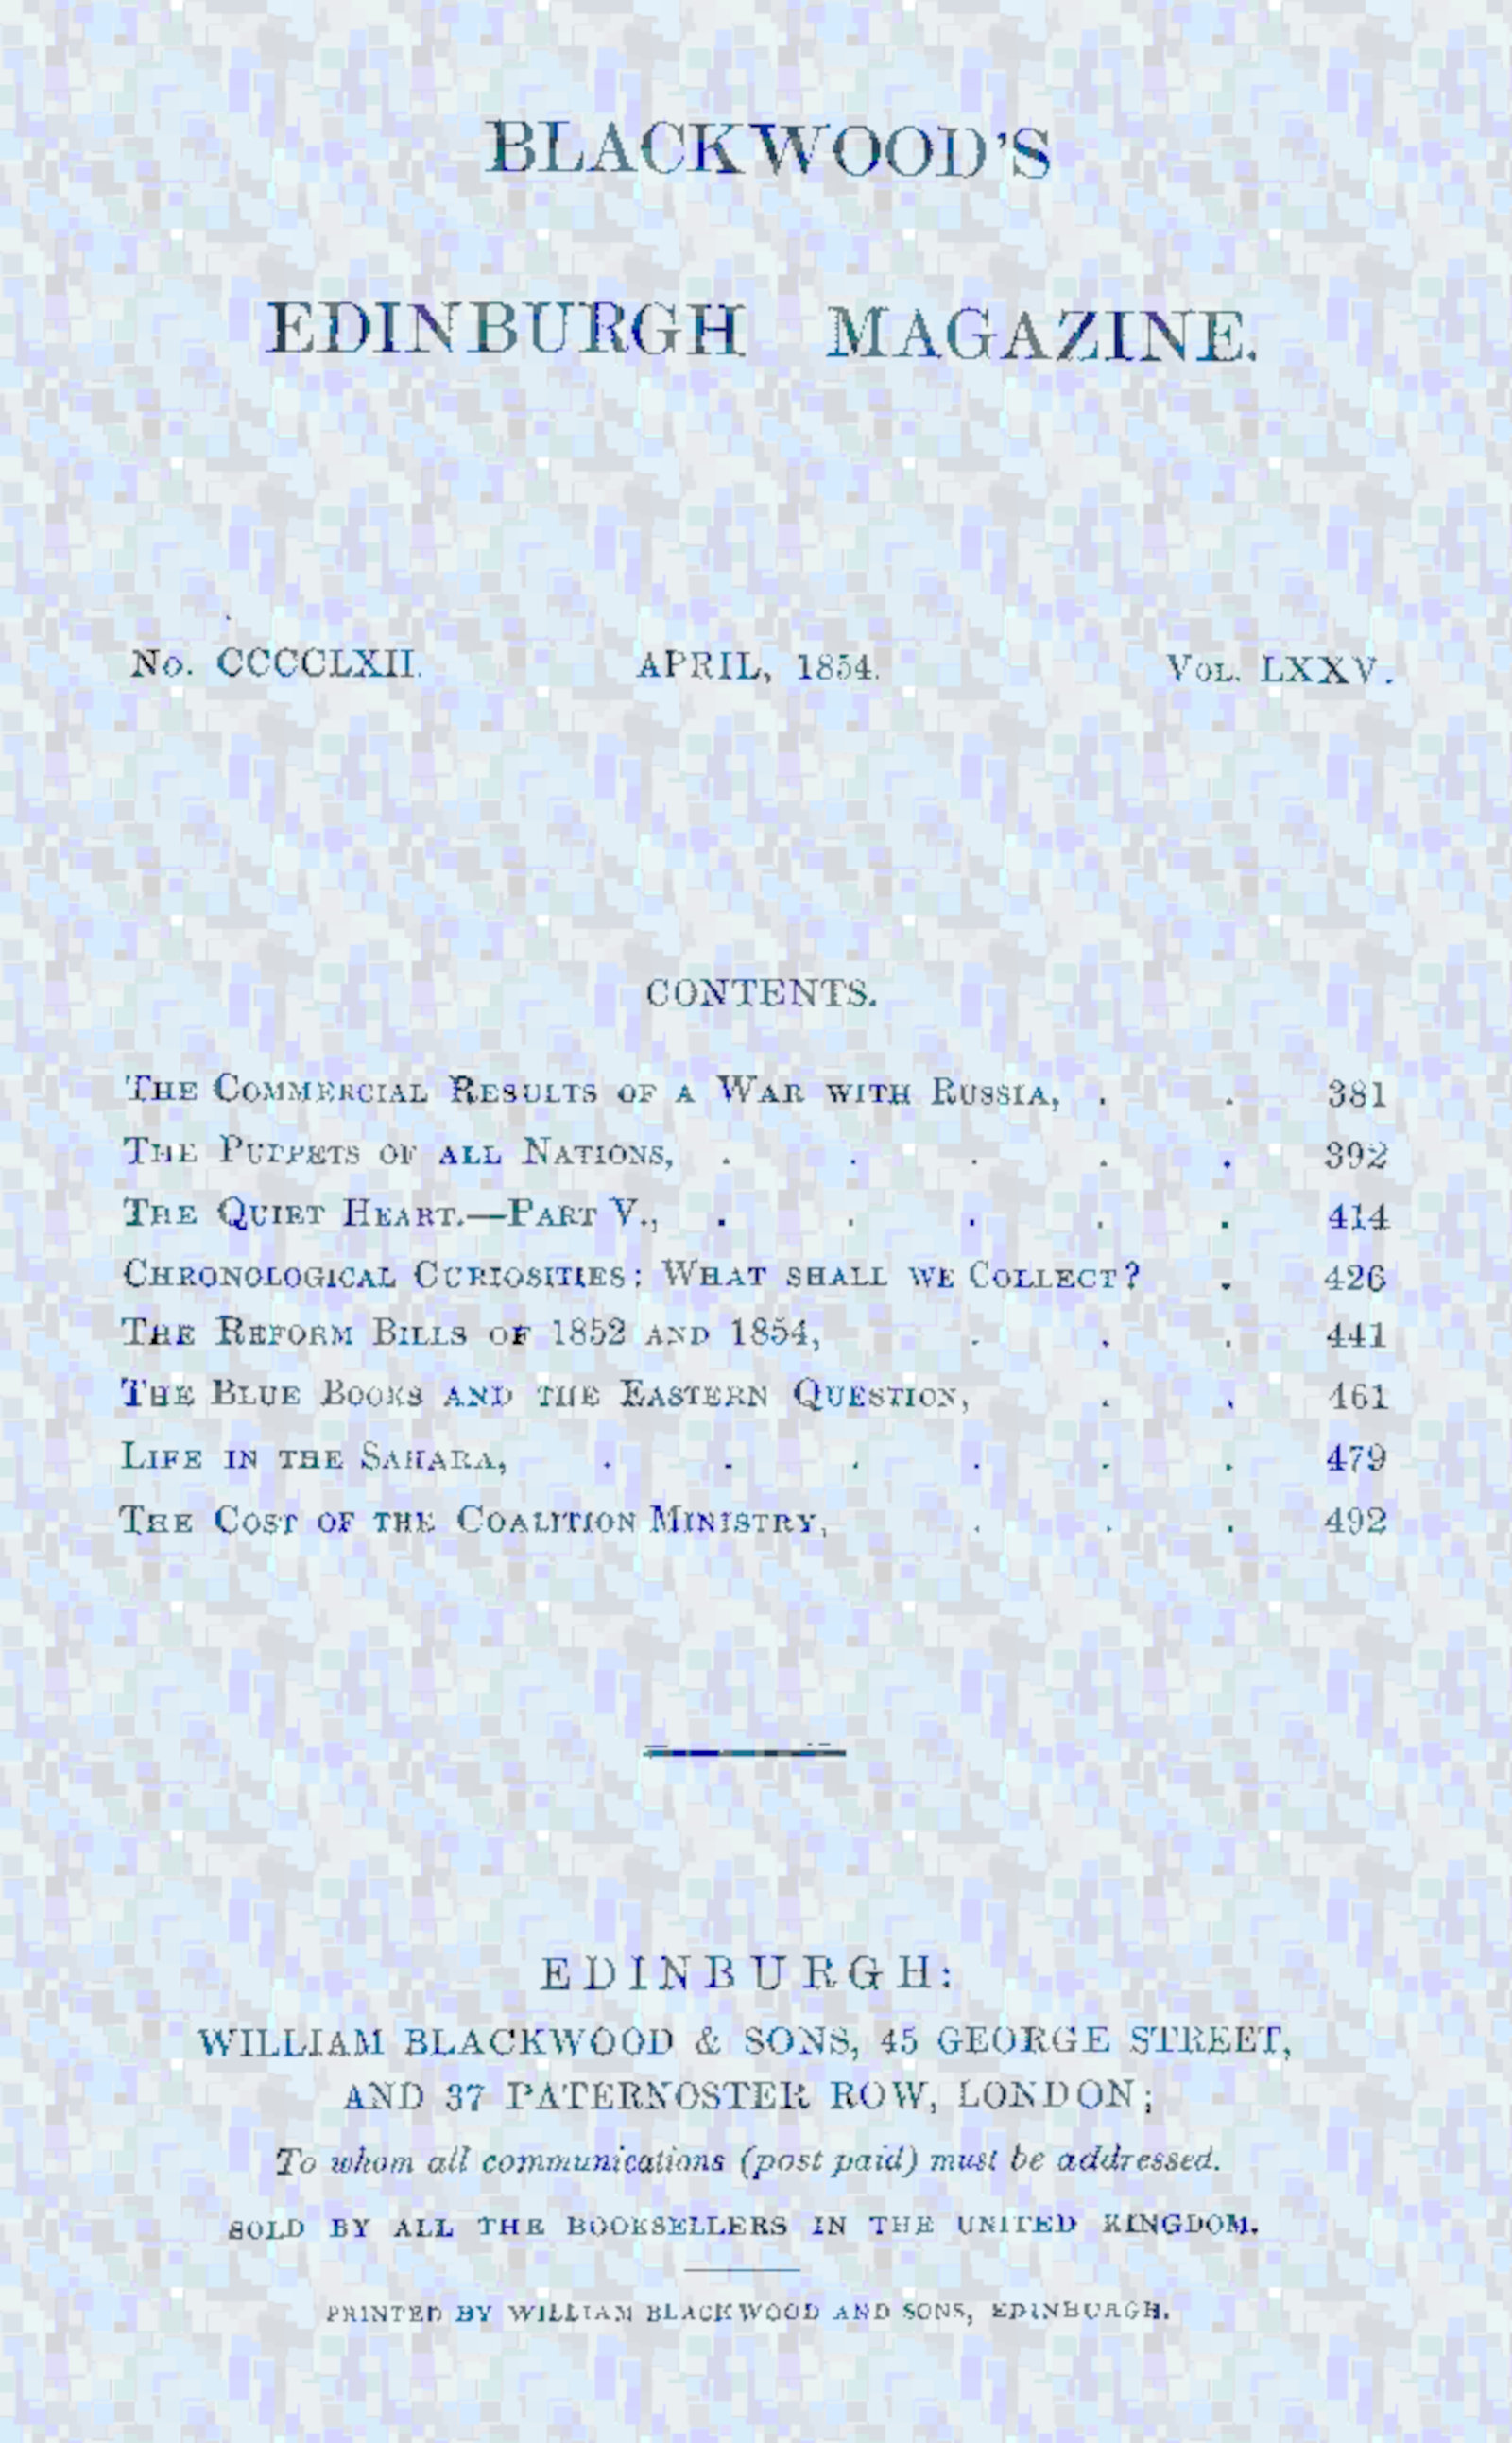 BLACKWOOD'S
EDINBURGH MAGAZINE.
No. CCCCLXII. APRIL, 1854. Vol. LXXV.
CONTENTS.
The Commercial Results of a War with Russia, . . 381
The Puppets of all Nations, . . . . . 392
The Quiet Heart.—Part V., . . . . . 414
Chronological Curiosities: What shall we Collect? . 426
The Reform Bills of 1852 and 1854, . . . 441
The Blue Books and the Eastern Question, . . 461
Life in the Sahara, . . . . . . 479
The Cost of the Coalition Ministry, . . . 492
EDINBURGH:
WILLIAM BLACKWOOD & SONS, 45 GEORGE STREET,
AND 37 PATERNOSTER ROW, LONDON;
To whom all communications (post paid) must be addressed.
SOLD BY ALL THE BOOKSELLERS IN THE UNITED KINGDOM.
PRINTED BY WILLIAM BLACKWOOD AND SONS, EDINBURGH.